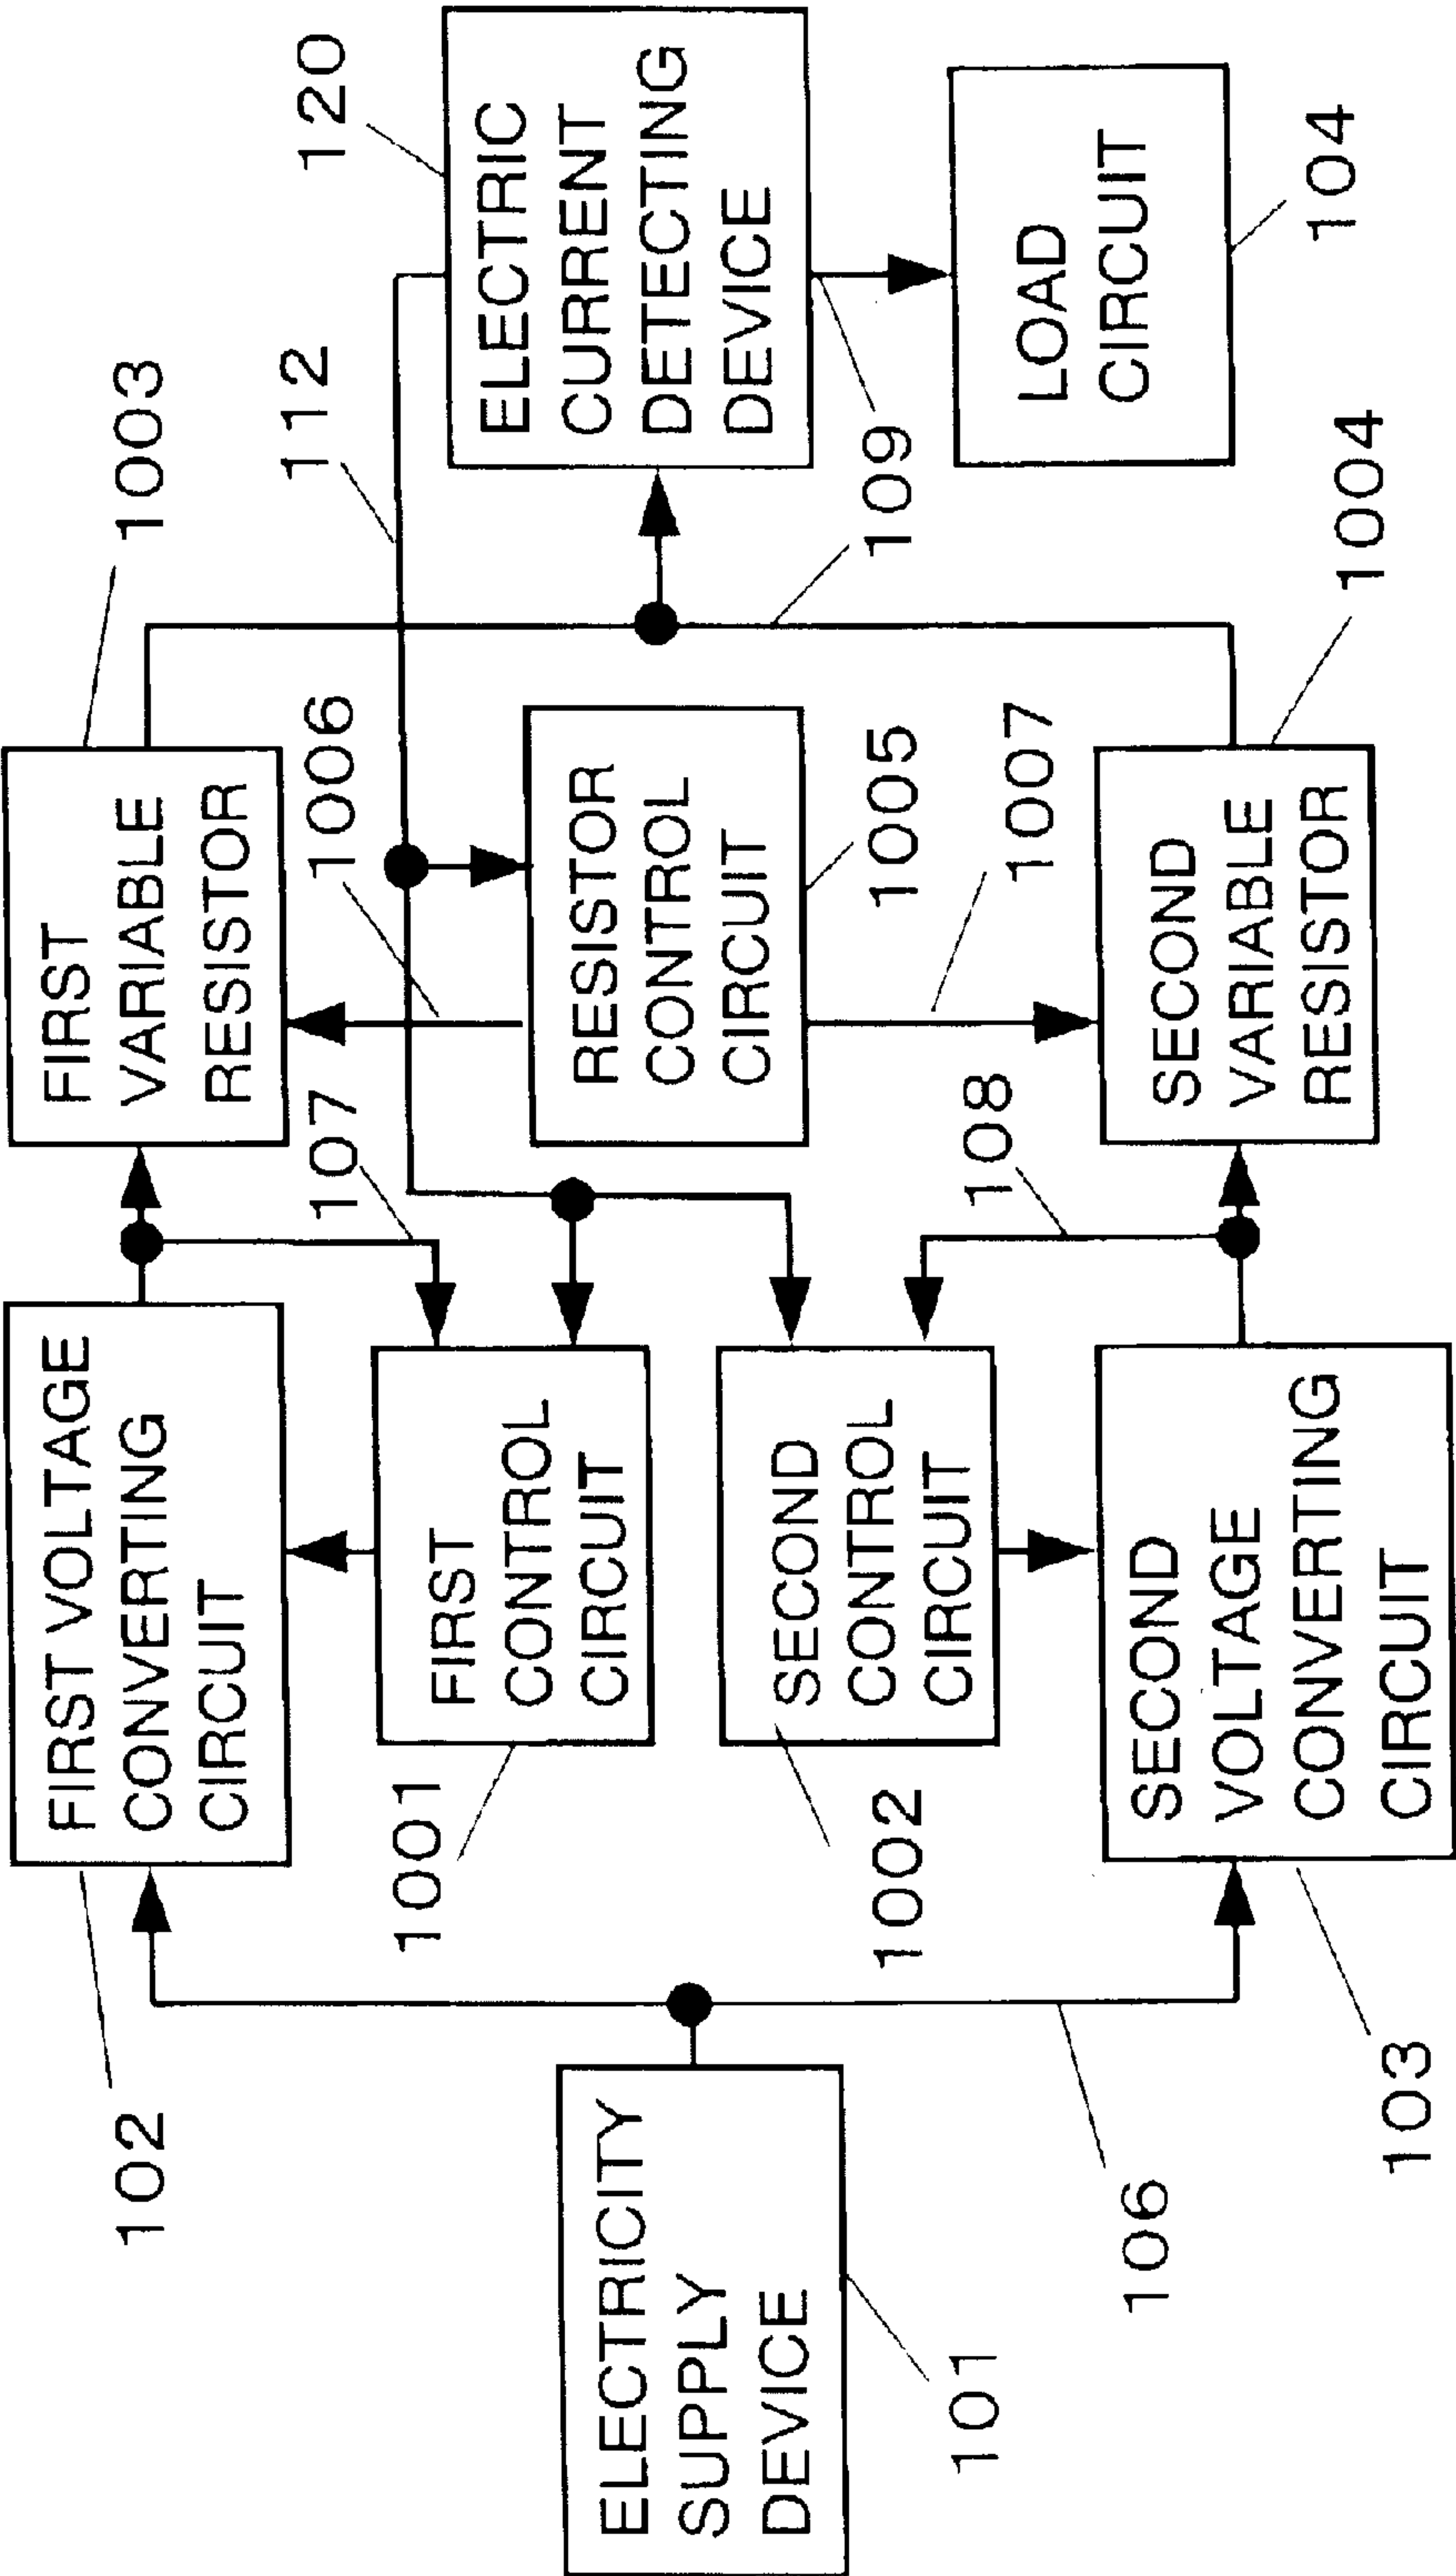 102
FIRST VOLTAGE
CONVERTING
CIRCUIT
FIRST
VARIABLE
RESISTOR
1003
107
1006
112
120
1001
FIRST
CONTROL
CIRCUIT
ELECTRICITY
SUPPLY
DEVICE
101
RESISTOR
CONTROL
CIRCUIT
1005
ELECTRIC
CURRENT
DETECTING
DEVICE
1002
SECOND
CONTROL
CIRCUIT
109
108
1007
106
103
SECOND
VOLTAGE
CONVERTING
CIRCUIT
SECOND
VARIABLE
RESISTOR
1004
LOAD
CIRCUIT
104